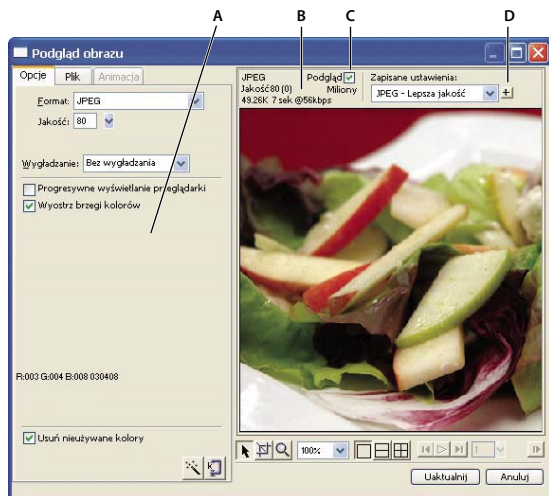 A
B
C
D
Podgląd obrazu
Opcje
Plik
Animacja
Format:
JPEG
Jakość:
80
Wygładzanie:
Bez wygładzania
Progresywne wyświetlanie przeglądarki
Wyostrz brzegi kolorów
R:003 G:004 B:008 030408
Usuń nieużywane kolory
JPEG
Podgląd
Jakość80 (0)
Miliony
49.26K 7 sek @56kbps
Zapisane ustawienia:
JPEG - Lepsza jakość
100%
1
Uaktualnij
Anuluj